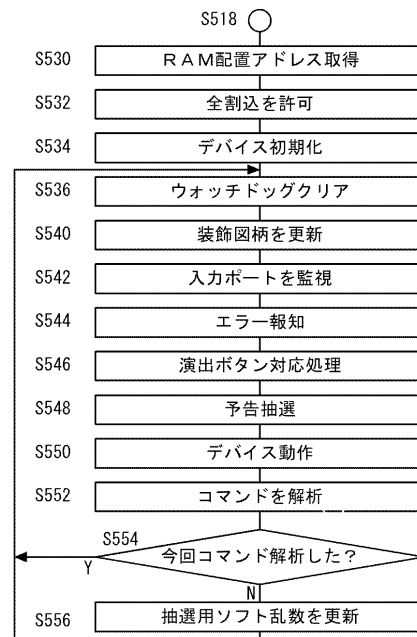 S518
S530 RAM配置アドレス取得
S532 全割込を許可
S534 デバイス初期化
S536 ウォッチドッグクリア
S540 装飾図柄を更新
S542 入力ポートを監視
S544 エラー報知
S546 演出ボタン対応処理
S548 予告抽選
S550 デバイス動作
S552 コマンドを解析
S554
今回コマンド解析した？
Y
N
S556 抽選用ソフト乱数を更新